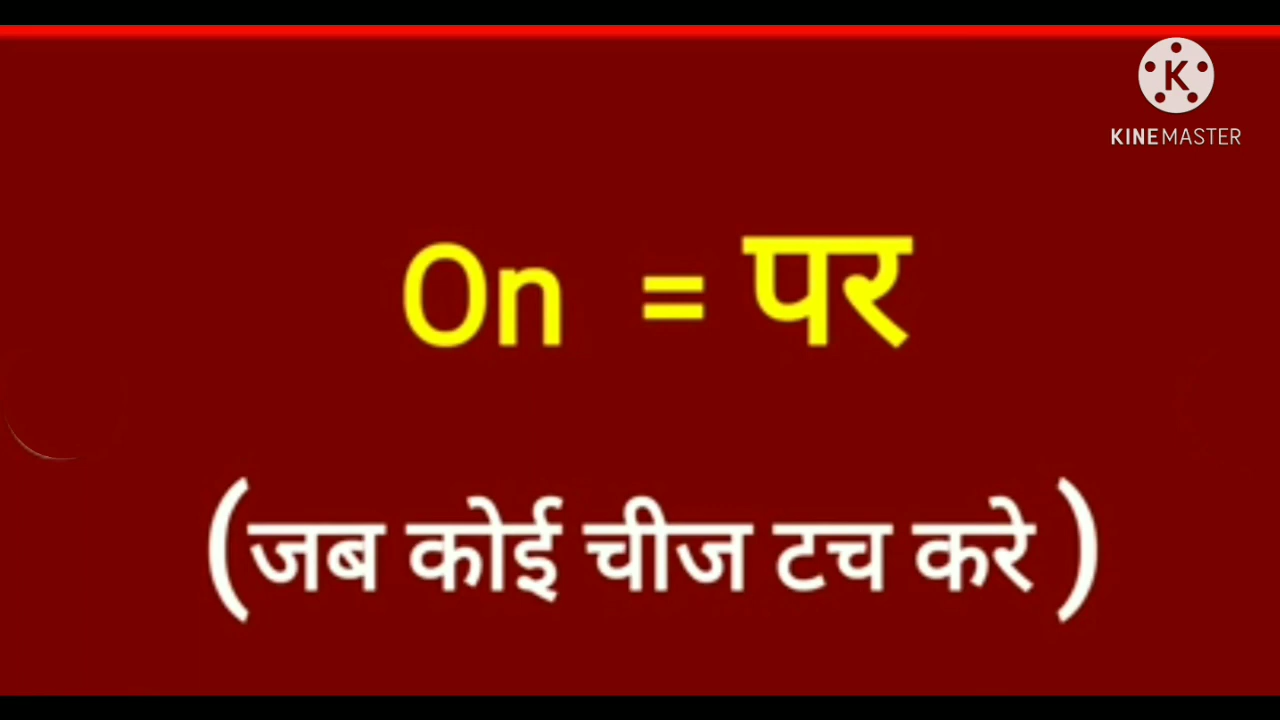 KINEMASTER
On = पर
(जब कोई चीज टच करे )